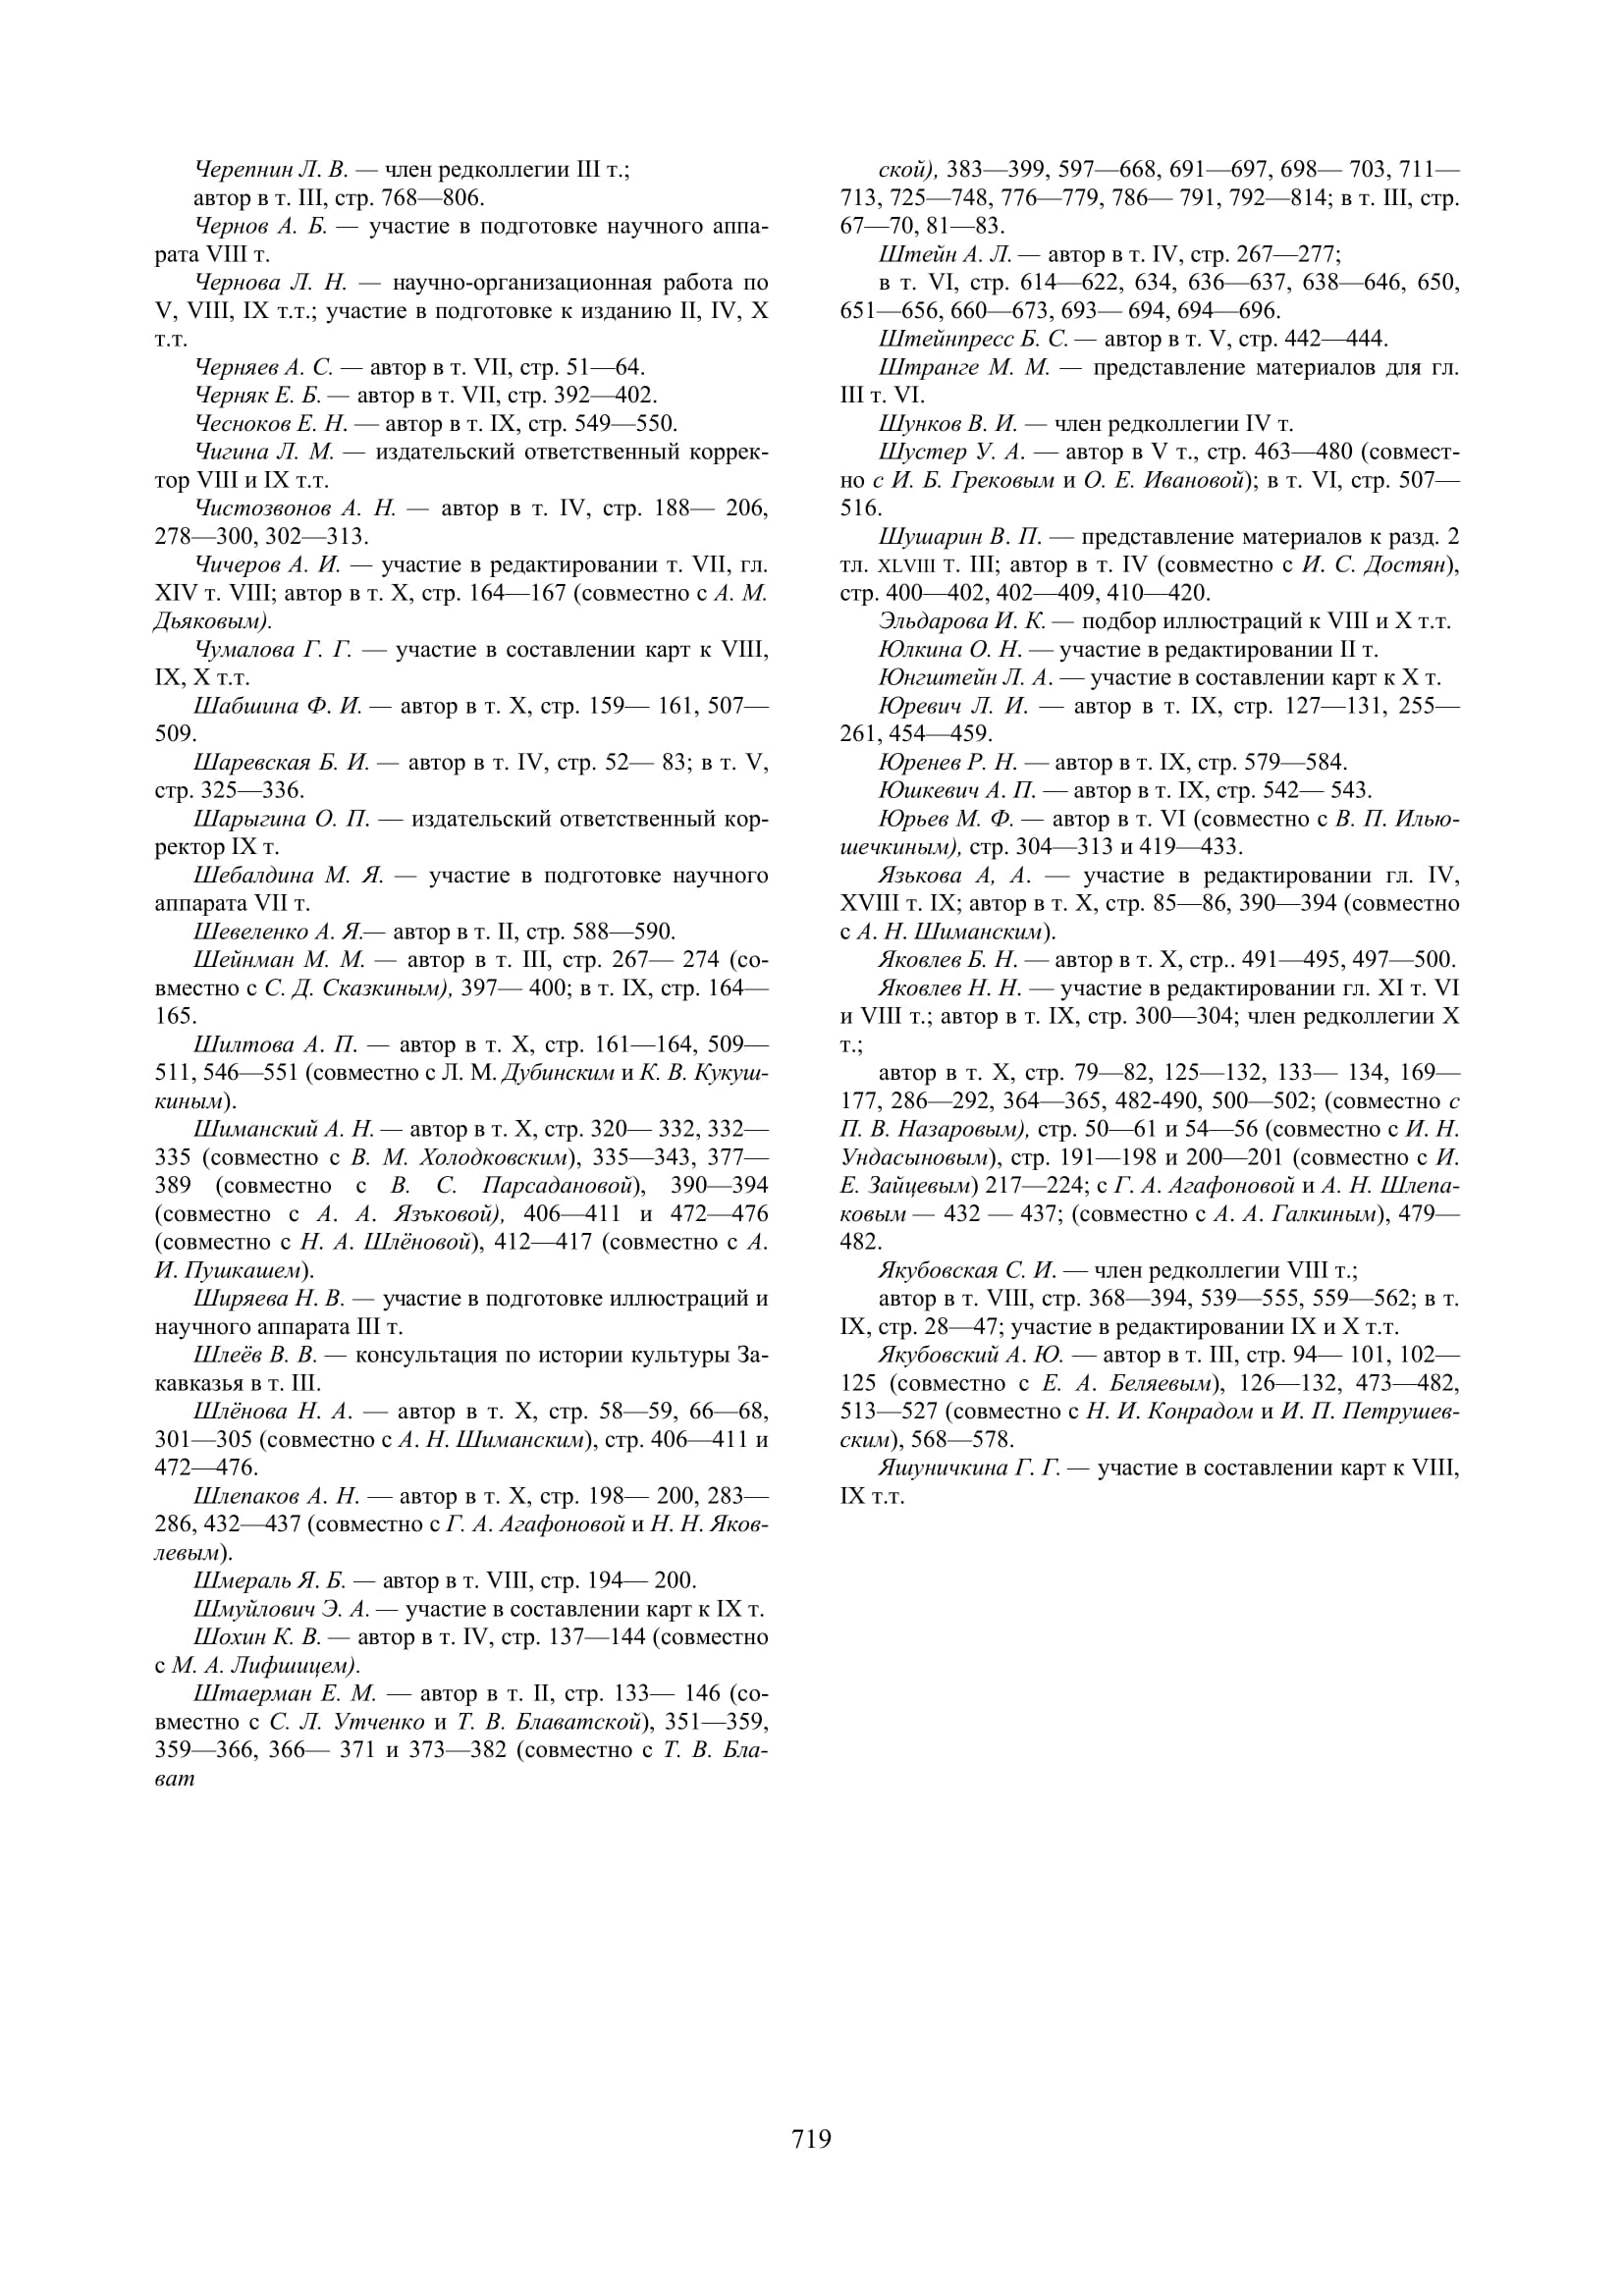 Черепнин Л. В. — член редколлегии III т.;
автор в т. III, стр. 768—806.
Чернов А. Б. — участие в подготовке научного аппа-
рата VIII т.
Чернова Л. Н. — научно-организационная работа по
V, VIII, IX т.т.; участие в подготовке к изданию II, IV, X
т.т.
Черняев А. С. — автор в т. VII, стр. 51—64.
Черняк Е. Б. — автор в т. VII, стр. 392—402.
Чесноков Е. Н. — автор в т. IX, стр. 549—550.
Чигина Л. М. — издательский ответственный коррек-
тор VIII и IX т.т.
Чистозвонов А. Н. — автор в т. IV, стр. 188— 206,
278—300, 302—313.
Чичеров А. И. — участие в редактировании т. VII, гл.
XIV т. VIII; автор в т. X, стр. 164—167 (совместно с А. М.
Дьяковым).
Чумалова Г. Г. — участие в составлении карт к VIII,
IX, X т.т.
Шабшина Ф. И. — автор в т. X, стр. 159— 161, 507—
509.
Шаревская Б. И. — автор в т. IV, стр. 52— 83; в т. V,
стр. 325—336.
Шарыгина О. П. — издательский ответственный кор-
ректор IX т.
Шебалдина М. Я. — участие в подготовке научного
аппарата VII т.
Шевеленко А. Я.— автор в т. II, стр. 588—590.
Шейнман М. М. — автор в т. III, стр. 267— 274 (со-
вместно с С. Д. Сказкиным), 397— 400; в т. IX, стр. 164—
165.
Шилтова А. П. — автор в т. X, стр. 161—164, 509—
511, 546—551 (совместно с Л. М. Дубинским и К. В. Кукуш-
киным).
Шиманский А. Н. — автор в т. X, стр. 320— 332, 332—
335 (совместно с В. М. Холодковским), 335—343, 377—
389 (совместно с В. С. Парсадановой), 390—394
(совместно с А. А. Язъковой), 406—411 и 472—476
(совместно с Н. А. Шлёновой), 412—417 (совместно с А.
И. Пушкашем).
Ширяева Н. В. — участие в подготовке иллюстраций и
научного аппарата III т.
Шлеёв В. В. — консультация по истории культуры За-
кавказья в т. III.
Шлёнова Н. А. — автор в т. X, стр. 58—59, 66—68,
301—305 (совместно с А. Н. Шиманским), стр. 406—411 и
472—476.
Шлепаков А. Н. — автор в т. X, стр. 198— 200, 283—
286, 432—437 (совместно с Г. А. Агафоновой и Н. Н. Яков-
левым).
Шмераль Я. Б. — автор в т. VIII, стр. 194— 200.
Шмуйлович Э. А. — участие в составлении карт к IX т.
Шохин К. В. — автор в т. IV, стр. 137—144 (совместно
с М. А. Лифшицем).
Штаерман Е. М. — автор в т. II, стр. 133— 146 (со-
вместно с С. Л. Утченко и Т. В. Блаватской), 351—359,
359—366, 366— 371 и 373—382 (совместно с Т. В. Бла-
ват
ской), 383—399, 597—668, 691—697, 698— 703, 711—
713, 725—748, 776—779, 786— 791, 792—814; в т. III, стр.
67—70, 81—83.
Штейн А. Л. — автор в т. IV, стр. 267—277;
в т. VI, стр. 614—622, 634, 636—637, 638—646, 650,
651—656, 660—673, 693— 694, 694—696.
Штейнпресс Б. С. — автор в т. V, стр. 442—444.
Штранге М. М. — представление материалов для гл.
III т. VI.
Шунков В. И. — член редколлегии IV т.
Шустер У. А. — автор в V т., стр. 463—480 (совмест-
но с И. Б. Грековым и О. Е. Ивановой); в т. VI, стр. 507—
516.
Шушарин В. П. — представление материалов к разд. 2
тл. XLVIII Т. III; автор в т. IV (совместно с И. С. Достян),
стр. 400—402, 402—409, 410—420.
Эльдарова И. К. — подбор иллюстраций к VIII и X т.т.
Юлкина О. Н. — участие в редактировании II т.
Юнгштейн Л. А. — участие в составлении карт к X т.
Юревич Л. И. — автор в т. IX, стр. 127—131, 255—
261, 454—459.
Юренев Р. Н. — автор в т. IX, стр. 579—584.
Юшкевич А. П. — автор в т. IX, стр. 542— 543.
Юрьев М. Ф. — автор в т. VI (совместно с В. П. Илью-
шечкиным), стр. 304—313 и 419—433.
Язькова А, А. — участие в редактировании гл. IV,
XVIII т. IX; автор в т. X, стр. 85—86, 390—394 (совместно
с А. Н. Шиманским).
Яковлев Б. Н. — автор в т. X, стр.. 491—495, 497—500.
Яковлев Н. Н. — участие в редактировании гл. XI т. VI
и VIII т.; автор в т. IX, стр. 300—304; член редколлегии X
т.;
автор в т. X, стр. 79—82, 125—132, 133— 134, 169—
177, 286—292, 364—365, 482-490, 500—502; (совместно с
П. В. Назаровым), стр. 50—61 и 54—56 (совместно с И. Н.
Ундасыновым), стр. 191—198 и 200—201 (совместно с И.
Е. Зайцевым) 217—224; с Г. А. Агафоновой и А. Н. Шлепа-
ковым — 432 — 437; (совместно с А. А. Галкиным), 479—
482.
Якубовская С. И. — член редколлегии VIII т.;
автор в т. VIII, стр. 368—394, 539—555, 559—562; в т.
IX, стр. 28—47; участие в редактировании IX и X т.т.
Якубовский А. Ю. — автор в т. III, стр. 94— 101, 102—
125 (совместно с Е. А. Беляевым), 126—132, 473—482,
513—527 (совместно с Н. И. Конрадом и И. П. Петрушев-
ским), 568—578.
Яшуничкина Г. Г. — участие в составлении карт к VIII,
IX т.т.
719